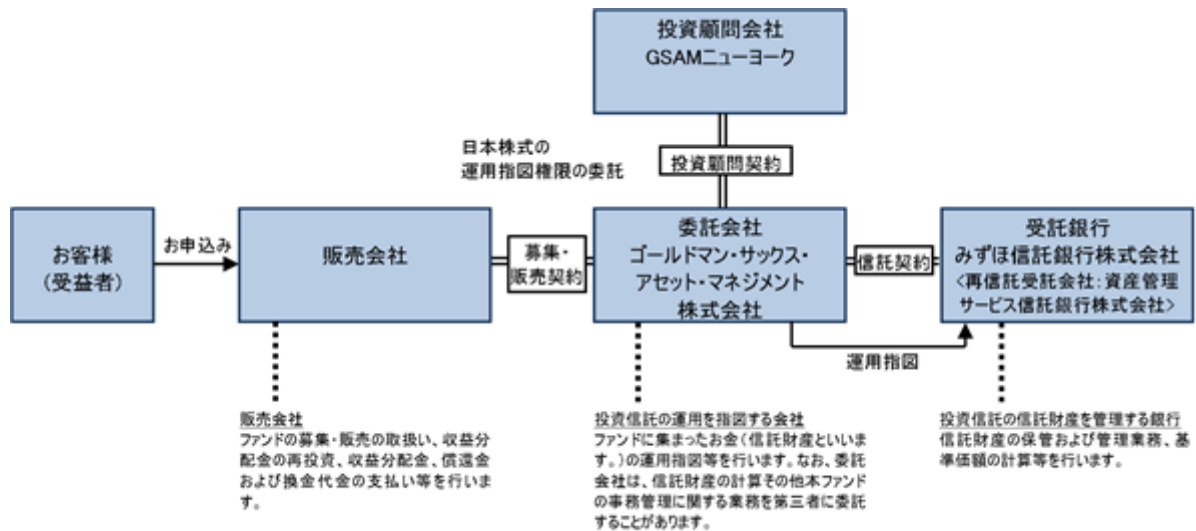 投資顧問会社
GSAMニューヨーク
日本株式の
運用指図権限の委託
投資顧問契約
お客様
(受益者)
お申込み
販売会社
募集・
販売契約
委託会社
ゴールドマン・サックス・
アセット・マネジメント
株式会社
信託契約
受託銀行
みずほ信託銀行株式会社
<再信託受託会社:資産管理
サービス信託銀行株式会社>
運用指図
販売会社
ファンドの募集・販売の取扱い、収益分
配金の再投資、収益分配金、償還金
および換金代金の支払い等を行いま
す。
投資信託の運用を指図する会社
ファンドに集まったお金(信託財産といいま
す。)の運用指図等を行います。なお、委託
会社は、信託財産の計算その他本ファンド
の事務管理に関する業務を第三者に委託
することがあります。
投資信託の信託財産を管理する銀行
信託財産の保管および管理業務、基
準価額の計算等を行います。